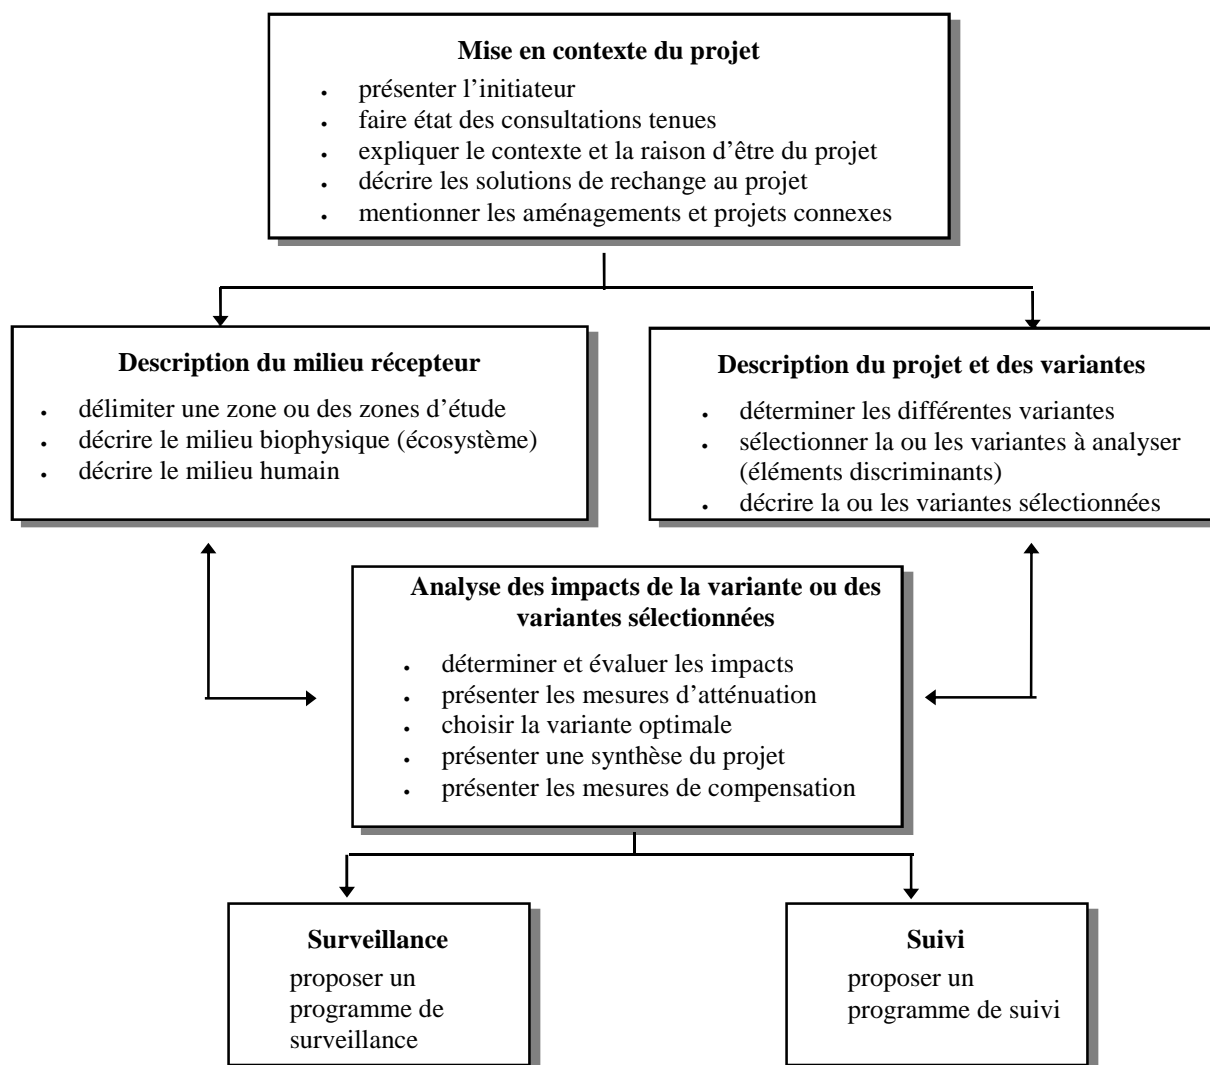 Mise en contexte du projet
• présenter l’initiateur
• faire état des consultations tenues
• expliquer le contexte et la raison d’être du projet
• décrire les solutions de rechange au projet
• mentionner les aménagements et projets connexes
Description du milieu récepteur
• délimiter une zone ou des zones d’étude
• décrire le milieu biophysique (écosystème)
• décrire le milieu humain
Description du projet et des variantes
• déterminer les différentes variantes
• sélectionner la ou les variantes à analyser
(éléments discriminants)
• décrire la ou les variantes sélectionnées
Analyse des impacts de la variante ou des
variantes sélectionnées
• déterminer et évaluer les impacts
• présenter les mesures d’atténuation
• choisir la variante optimale
• présenter une synthèse du projet
• présenter les mesures de compensation
Surveillance
proposer un
programme de
surveillance
Suivi
proposer un
programme de suivi